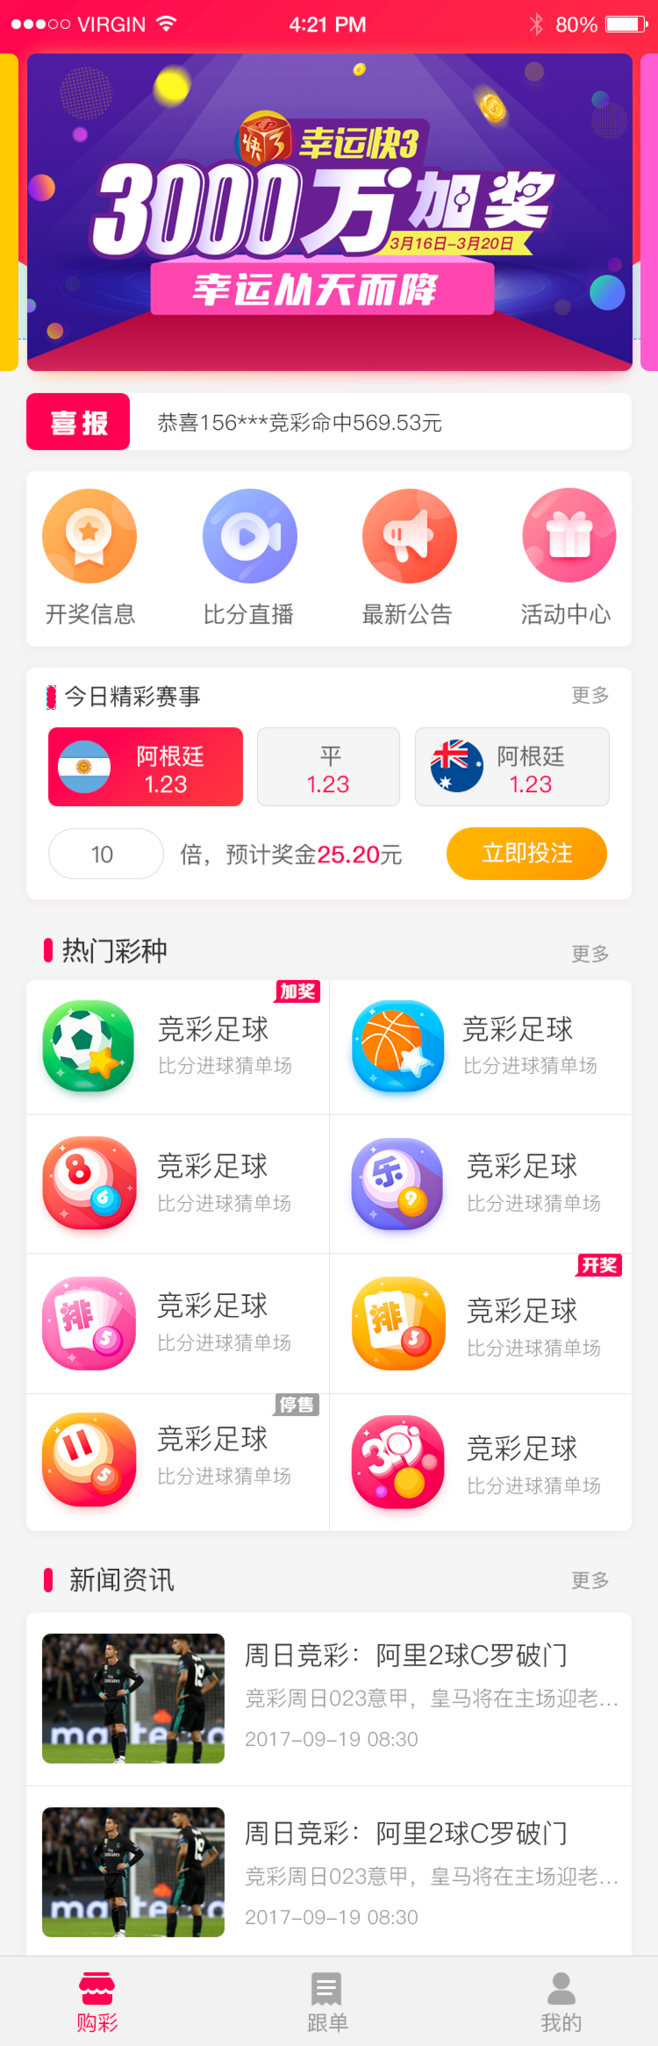 VIRGIN
4:21 PM
80%
快3
幸运快3
3000万加奖
3月16日-3月20日
幸运从天而降
喜报
恭喜156***竞彩命中569.53元
开奖信息
比分直播
最新公告
活动中心
今日精彩赛事
更多
阿根廷
1.23
平
1.23
阿根廷
1.23
10
倍，预计奖金25.20元
立即投注
热门彩种
更多
加奖
竞彩足球
比分进球猜单场
竞彩足球
比分进球猜单场
8
6
竞彩足球
比分进球猜单场
乐
9
竞彩足球
比分进球猜单场
排
5
竞彩足球
比分进球猜单场
开奖
排
3
竞彩足球
比分进球猜单场
停售
11
5
竞彩足球
比分进球猜单场
3D
竞彩足球
比分进球猜单场
新闻资讯
更多
周日竞彩：阿里2球C罗破门
竞彩周日023意甲，皇马将在主场迎老...
2017-09-19 08:30
19
周日竞彩：阿里2球C罗破门
竞彩周日023意甲，皇马将在主场迎老...
2017-09-19 08:30
19
购彩
跟单
我的